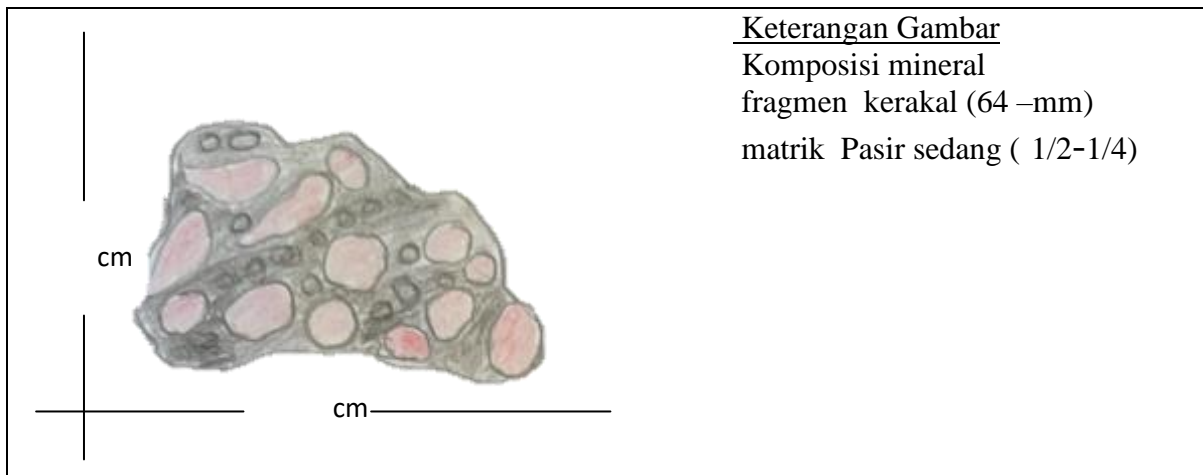 Keterangan Gambar
Komposisi mineral
fragmen kerakal (64 –mm)
matrik Pasir sedang ( 1/2-1/4)
cm
cm